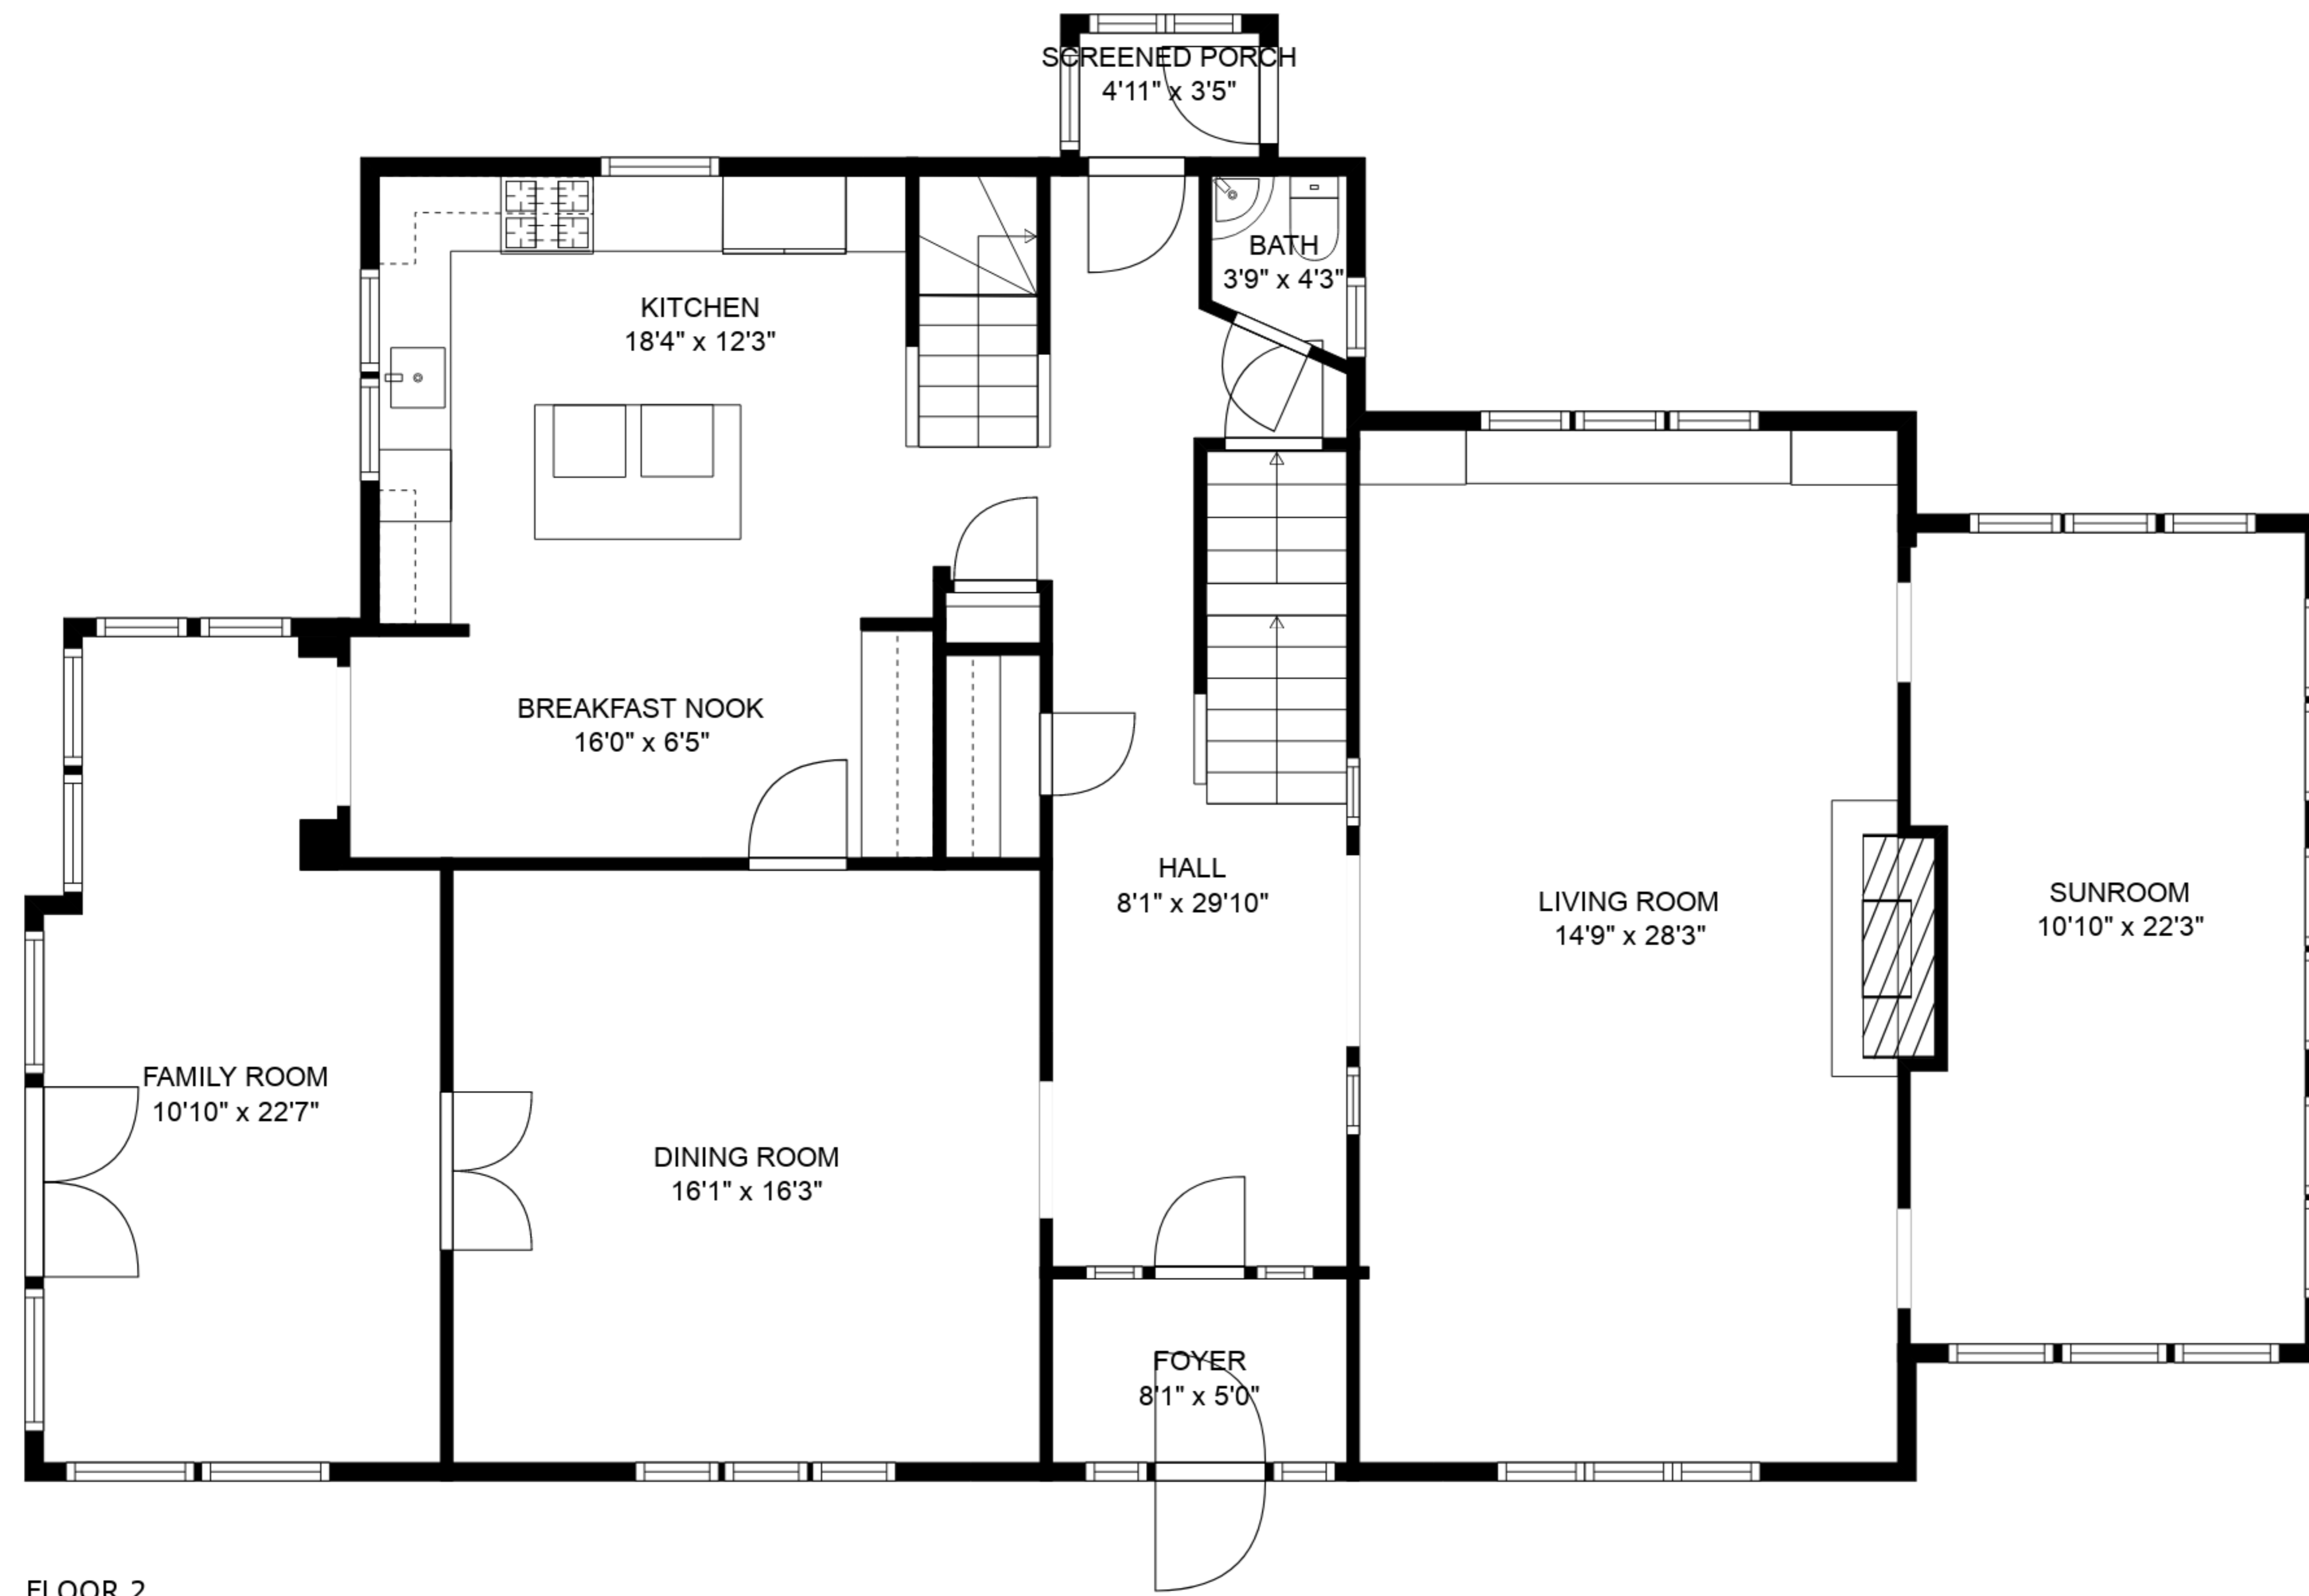 SCREENED PORCH
4'11" x 3'5"
BATH
3'9" x 4'3"
KITCHEN
18'4" x 12'3"
BREAKFAST NOOK
16'0" x 6'5"
HALL
8'1" x 29'10"
LIVING ROOM
14'9" x 28'3"
SUNROOM
10'10" x 22'3"
FAMILY ROOM
10'10" x 22'7"
DINING ROOM
16'1" x 16'3"
FOYER
8'1" x 5'0"
FLOOR 2